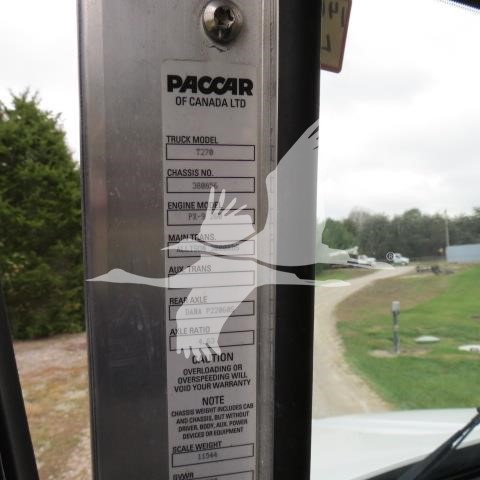 PACCAR
OF CANADA LTD
TRUCK MODEL
T270
CHASSIS NO.
ENGINE MODEL
MAIN TRANS.
AUX. TRANS
REAR AXLE
AXLE RATIO
CAUTION
OVERLOADING OR
OVERSPEEDING WILL
VOID YOUR WARRANTY
NOTE
CHASSIS WEIGHT INCLUDES CAB
AND CHASSIS, BUT WITHOUT
DRIVER, BODY, AUX. POWER
DEVICES OR EQUIPMENT
SCALE WEIGHT
11544
GVWR